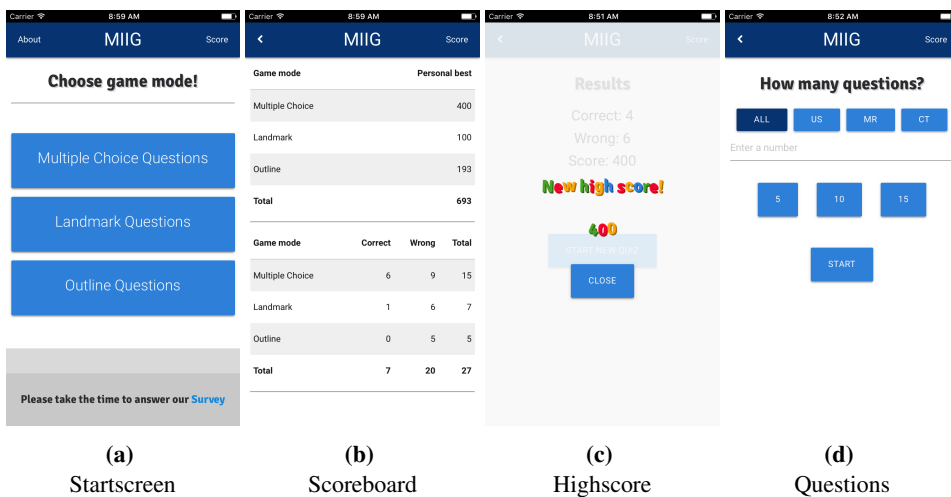 Carrier 8:59 AM
About MIIG Score
Choose game mode!
Multiple Choice Questions
Landmark Questions
Outline Questions
Please take the time to answer our Survey
(a)
Startscreen
Carrier 8:59 AM
MIIG Score
Game mode Personal best
Multiple Choice 400
Landmark 100
Outline 193
Total 693
Game mode Correct Wrong Total
Multiple Choice 6 9 15
Landmark 1 6 7
Outline 0 5 5
Total 7 20 27
(b)
Scoreboard
Carrier 8:51 AM
MIIG Score
Results
Correct: 4
Wrong: 6
Score: 400
New high score!
400
START NEW QUIZ
CLOSE
(c)
Highscore
Carrier 8:52 AM
MIIG Score
How many questions?
ALL US MR CT
Enter a number
5 10 15
START
(d)
Questions